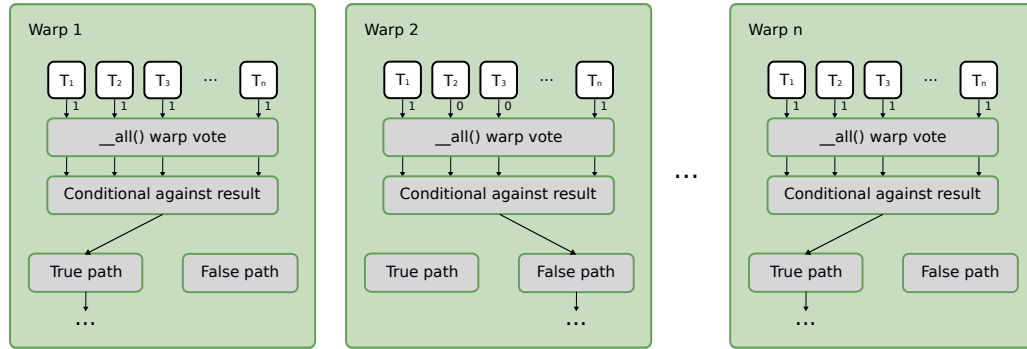 Warp 1
T₁ T₂ T₃ ... Tₙ
1 1 1 1
__all() warp vote
Conditional against result
True path False path
...
Warp 2
T₁ T₂ T₃ ... Tₙ
1 0 0 1
__all() warp vote
Conditional against result
True path False path
...
...
Warp n
T₁ T₂ T₃ ... Tₙ
1 1 1 1
__all() warp vote
Conditional against result
True path False path
...